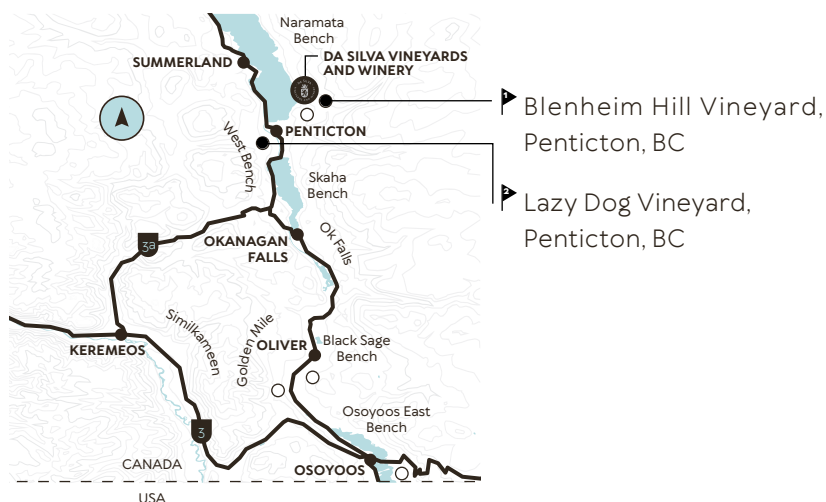 Naramata
Bench
DA SILVA VINEYARDS
AND WINERY
SUMMERLAND
1
Blenheim Hill Vineyard,
Penticton, BC
PENTICTON
West Bench
Skaha
Bench
2
Lazy Dog Vineyard,
Penticton, BC
3a
OKANAGAN
FALLS
Ok Falls
Similkameen
Golden Mile
KEREMEOS
OLIVER
Black Sage
Bench
Osoyoos East
Bench
3
CANADA
OSOYOOS
USA